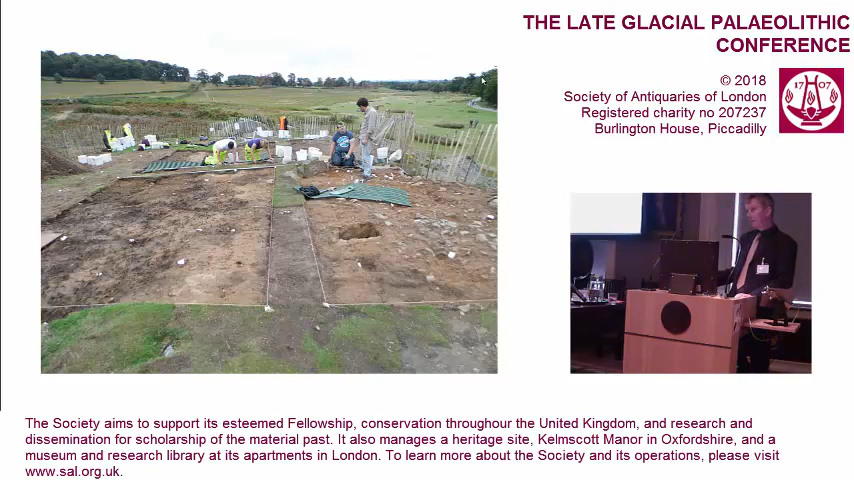 THE LATE GLACIAL PALAEOLITHIC
CONFERENCE
© 2018
Society of Antiquaries of London
Registered charity no 207237
Burlington House, Piccadilly
17 07
The Society aims to support its esteemed Fellowship, conservation throughour the United Kingdom, and research and
dissemination for scholarship of the material past. It also manages a heritage site, Kelmscott Manor in Oxfordshire, and a
museum and research library at its apartments in London. To learn more about the Society and its operations, please visit
www.sal.org.uk.